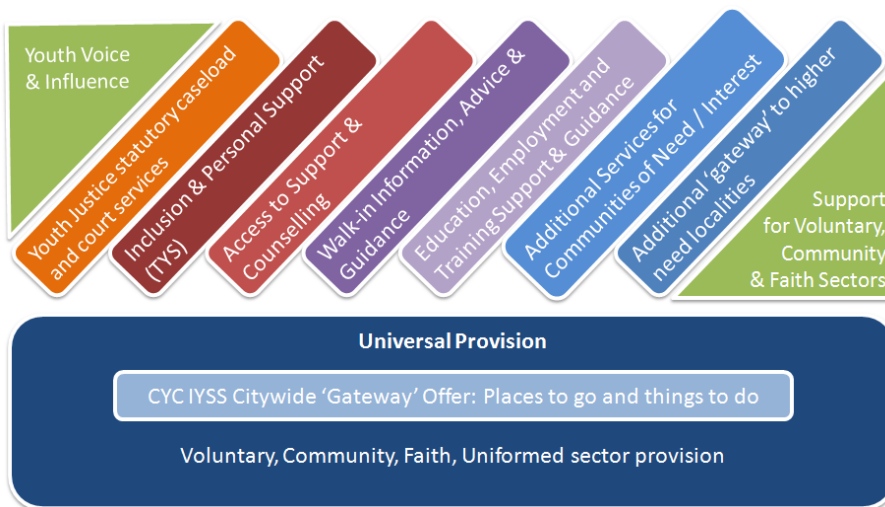 Youth Voice
& Influence
Youth Justice statutory caseload
and court services
Inclusion & Personal Support
(TYS)
Access to Support &
Counselling
Walk-in Information, Advice &
Guidance
Education, Employment and
Training Support & Guidance
Additional Services for
Communities of Need / Interest
Additional ‘gateway’ to higher
need localities
Support
for Voluntary,
Community
& Faith Sectors
Universal Provision
CYC IYSS Citywide ‘Gateway’ Offer: Places to go and things to do
Voluntary, Community, Faith, Uniformed sector provision